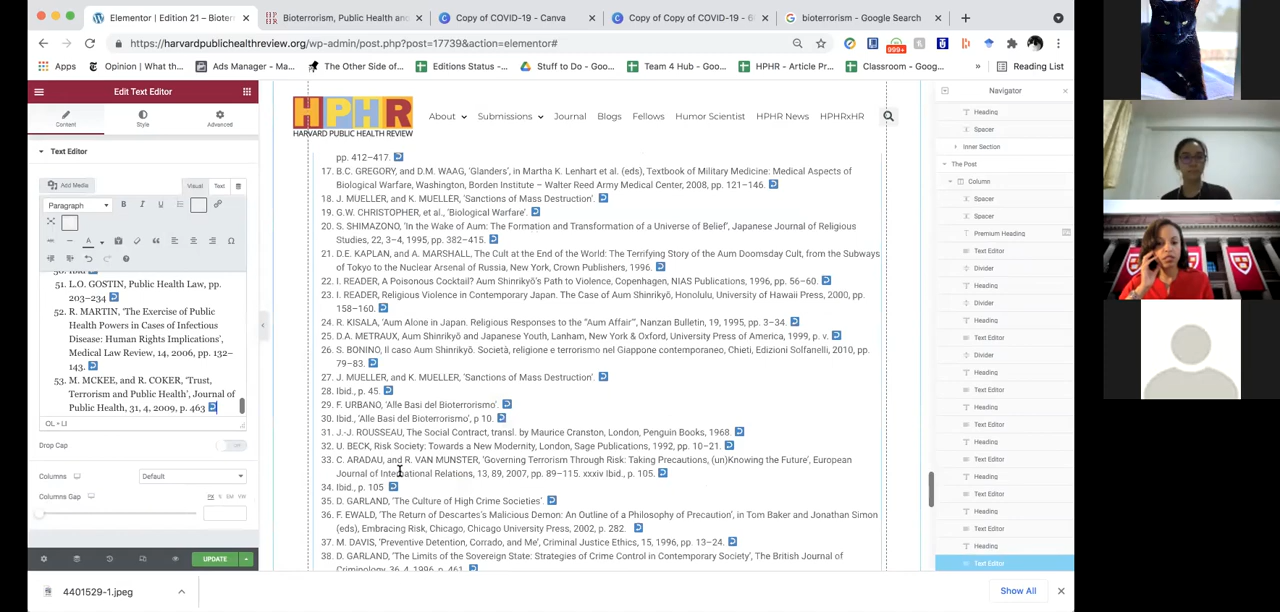 Elementor | Edition 21 – Bioterr
Bioterrorism, Public Health and
Copy of COVID-19 - Canva
Copy of Copy of COVID-19 - 6
bioterrorism - Google Search
https://harvardpublichealthreview.org/wp-admin/post.php?post=17739&action=elementor#
999+
Apps
Opinion | What th...
Ads Manager - Ma...
The Other Side of...
Editions Status -...
Stuff to Do - Goo...
Team 4 Hub - Goo...
HPHR - Article Pr...
Classroom - Goog...
»
Reading List
Edit Text Editor
Content
Style
Advanced
Text Editor
Add Media
Visual
Text
Paragraph
B
I
U
51. L.O. GOSTIN, Public Health Law, pp.
203–234
52. R. MARTIN, 'The Exercise of Public
Health Powers in Cases of Infectious
Disease: Human Rights Implications',
Medical Law Review, 14, 2006, pp. 132–
143.
53. M. MCKEE, and R. COKER, 'Trust,
Terrorism and Public Health', Journal of
Public Health, 31, 4, 2009, p. 463
OL » LI
Drop Cap
Columns
Default
Columns Gap
PX
%
EM
VW
UPDATE
HPHR
HARVARD PUBLIC HEALTH REVIEW
About
Submissions
Journal
Blogs
Fellows
Humor Scientist
HPHR News
HPHRxHR
pp. 412–417.
17. B.C. GREGORY, and D.M. WAAG, 'Glanders', in Martha K. Lenhart et al. (eds), Textbook of Military Medicine: Medical Aspects of
Biological Warfare, Washington, Borden Institute – Walter Reed Army Medical Center, 2008, pp. 121–146.
18. J. MUELLER, and K. MUELLER, 'Sanctions of Mass Destruction'.
19. G.W. CHRISTOPHER, et al., 'Biological Warfare'.
20. S. SHIMAZONO, 'In the Wake of Aum: The Formation and Transformation of a Universe of Belief', Japanese Journal of Religious
Studies, 22, 3–4, 1995, pp. 382–415.
21. D.E. KAPLAN, and A. MARSHALL, The Cult at the End of the World: The Terrifying Story of the Aum Doomsday Cult, from the Subways
of Tokyo to the Nuclear Arsenals of Russia, New York, Crown Publishers, 1996.
22. I. READER, A Poisonous Cocktail? Aum Shinrikyō's Path to Violence, Copenhagen, NIAS Publications, 1996, pp. 56–60.
23. I. READER, Religious Violence in Contemporary Japan. The Case of Aum Shinrikyō, Honolulu, University of Hawaii Press, 2000, pp.
158–160.
24. R. KISALA, 'Aum Alone in Japan. Religious Responses to the "Aum Affair"', Nanzan Bulletin, 19, 1995, pp. 3–34.
25. D.A. METRAUX, Aum Shinrikyō and Japanese Youth, Lanham, New York & Oxford, University Press of America, 1999, p. v.
26. S. BONINO, Il caso Aum Shinrikyō. Società, religione e terrorismo nel Giappone contemporaneo, Chieti, Edizioni Solfanelli, 2010, pp.
79–83.
27. J. MUELLER, and K. MUELLER, 'Sanctions of Mass Destruction'.
28. Ibid., p. 45.
29. F. URBANO, 'Alle Basi del Bioterrorismo'.
30. Ibid., 'Alle Basi del Bioterrorismo', p 10.
31. J.-J. ROUSSEAU, The Social Contract, transl. by Maurice Cranston, London, Penguin Books, 1968.
32. U. BECK, Risk Society: Towards a New Modernity, London, Sage Publications, 1992, pp. 10–21.
33. C. ARADAU, and R. VAN MUNSTER, 'Governing Terrorism Through Risk: Taking Precautions, (un)Knowing the Future', European
Journal of International Relations, 13, 89, 2007, pp. 89–115. xxxiv Ibid., p. 105.
34. Ibid., p. 105
35. D. GARLAND, 'The Culture of High Crime Societies'.
36. F. EWALD, 'The Return of Descartes's Malicious Demon: An Outline of a Philosophy of Precaution', in Tom Baker and Jonathan Simon
(eds), Embracing Risk, Chicago, Chicago University Press, 2002, p. 282.
37. M. DAVIS, 'Preventive Detention, Corrado, and Me', Criminal Justice Ethics, 15, 1996, pp. 13–24.
38. D. GARLAND, 'The Limits of the Sovereign State: Strategies of Crime Control in Contemporary Society', The British Journal of
Criminology, 36, 4, 1996, p. 461.
Navigator
Heading
Spacer
Inner Section
The Post
Column
Spacer
Spacer
Premium Heading
Text Editor
Divider
Heading
Divider
Heading
Text Editor
Divider
Heading
Text Editor
Heading
Text Editor
Heading
Text Editor
Heading
Text Editor
Heading
Text Editor
Heading
Text Editor
4401529-1.jpeg
Show All